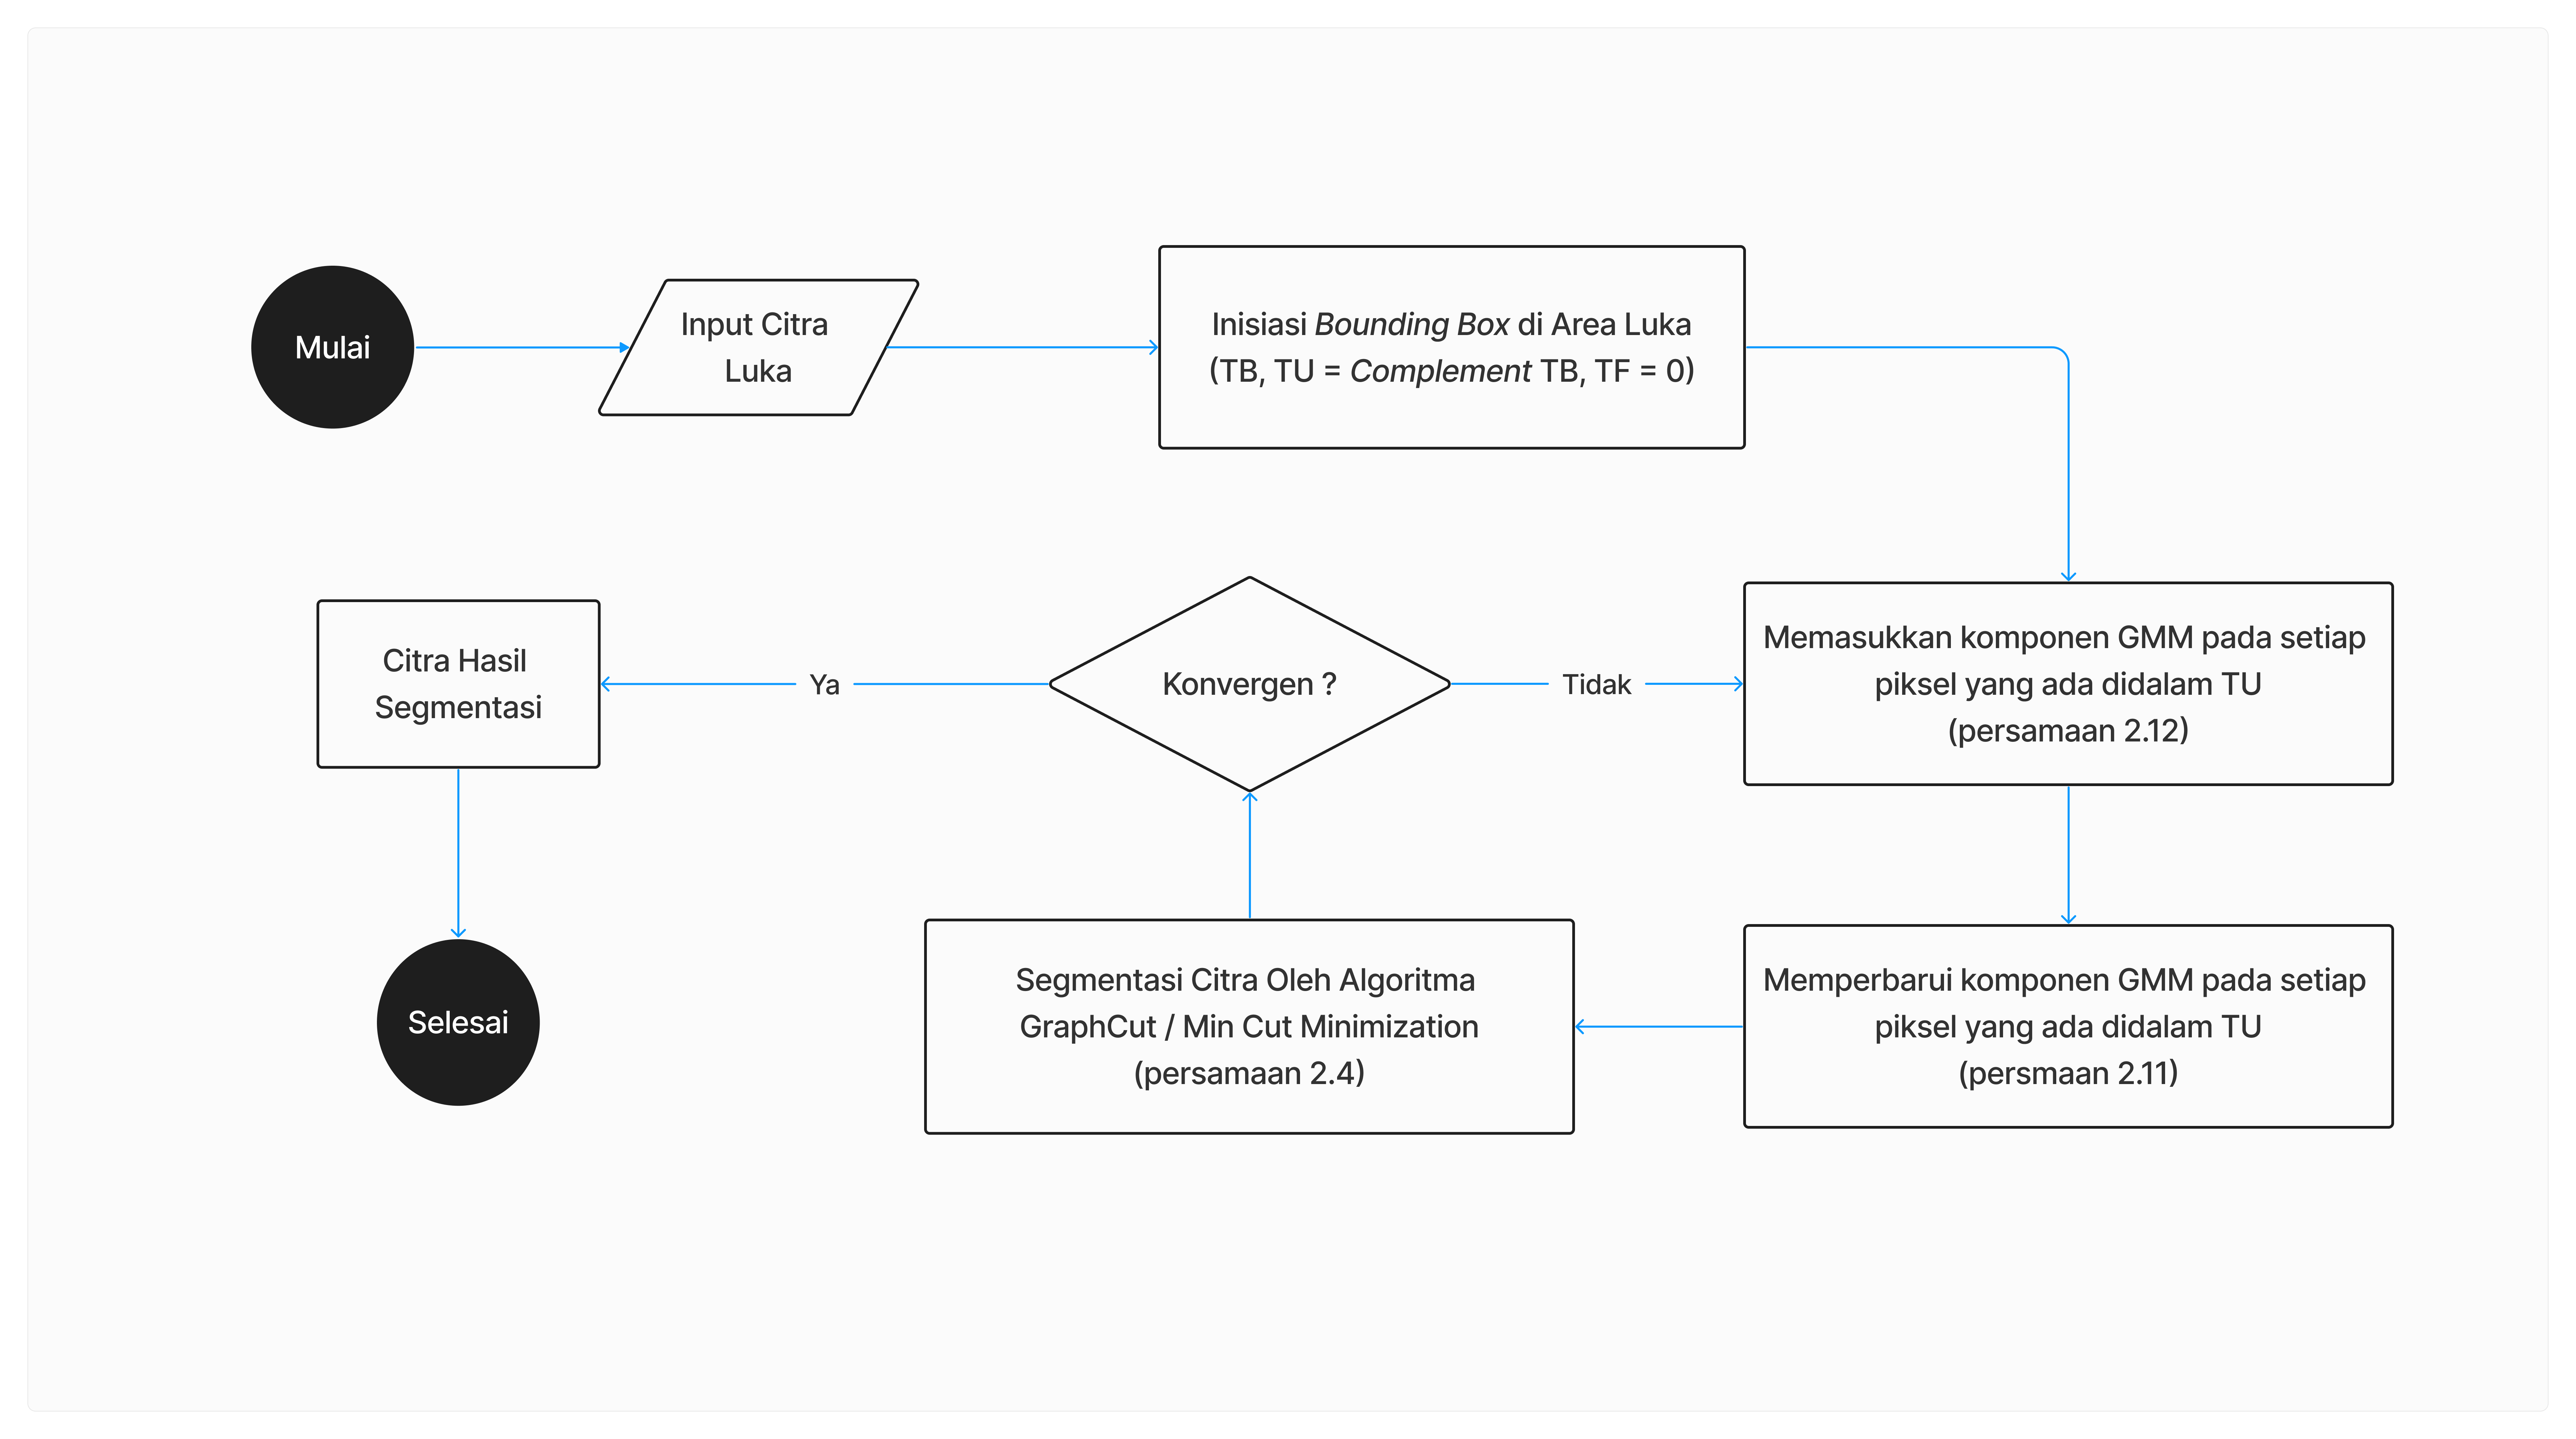 Mulai
Input Citra
Luka
Inisiasi Bounding Box di Area Luka
(TB, TU = Complement TB, TF = 0)
Citra Hasil
Segmentasi
Ya
Konvergen ?
Tidak
Memasukkan komponen GMM pada setiap
piksel yang ada didalam TU
(persamaan 2.12)
Selesai
Segmentasi Citra Oleh Algoritma
GraphCut / Min Cut Minimization
(persamaan 2.4)
Memperbarui komponen GMM pada setiap
piksel yang ada didalam TU
(persmaan 2.11)